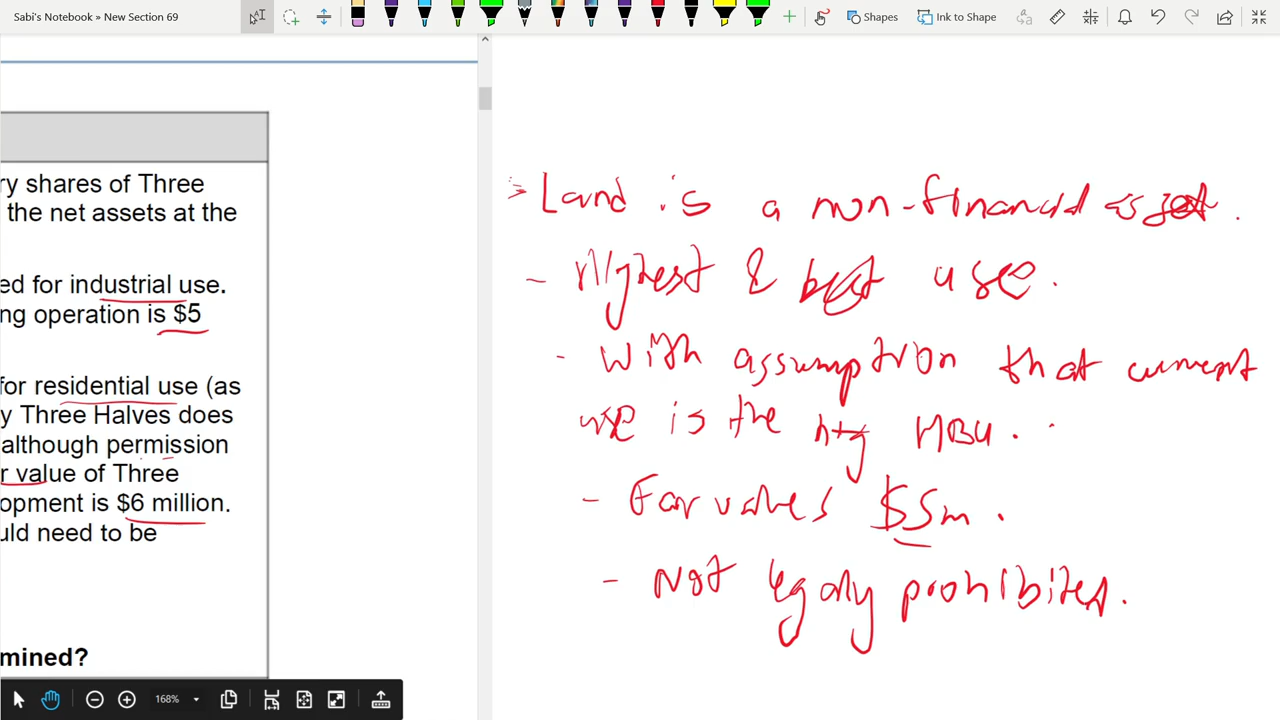 Sabi's Notebook » New Section 69
Shapes
Ink to Shape
ry shares of Three
the net assets at the
ed for industrial use.
ng operation is $5
for residential use (as
y Three Halves does
although permission
r value of Three
opment is $6 million.
uld need to be
mined?
168%
Land is a non-financial asset.
- Highest & best use.
- With assumption that current
use is the HBU.
- Fair values $5m.
- Not legally prohibited.